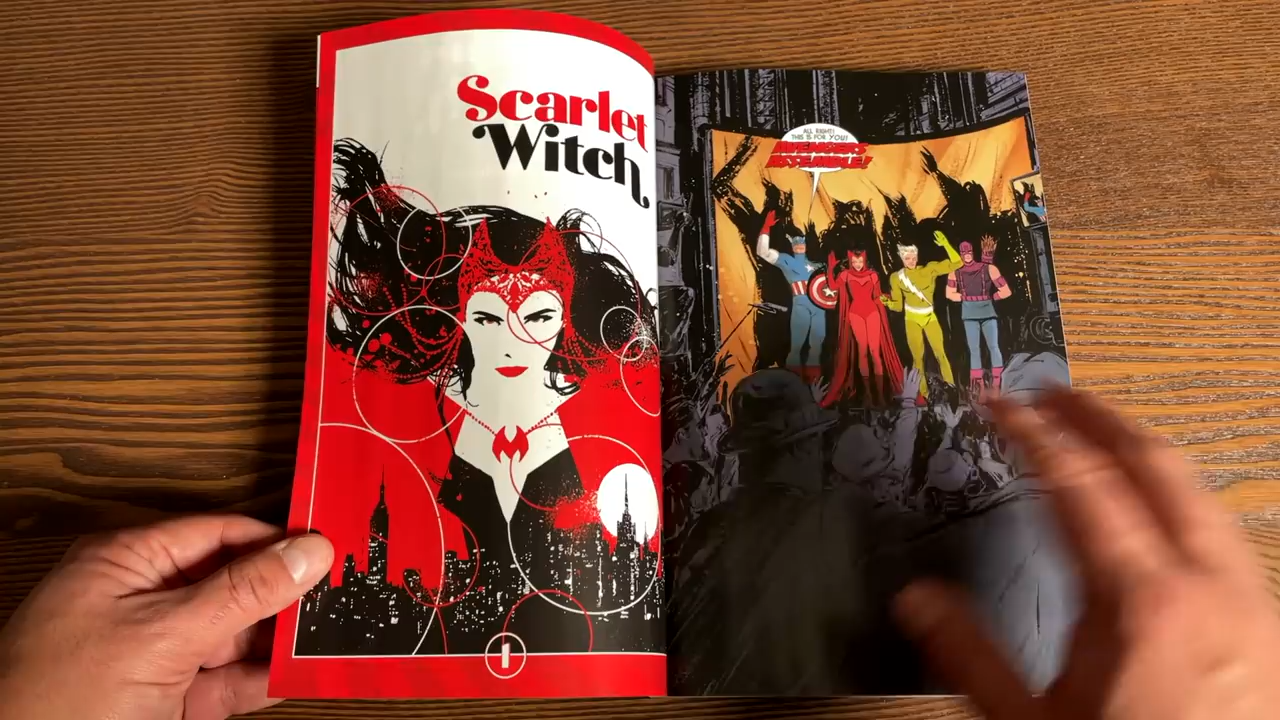 Scarlet
Witch
1
ALL RIGHT!
THIS IS FOR YOU!
AVENGERS
ASSEMBLE!